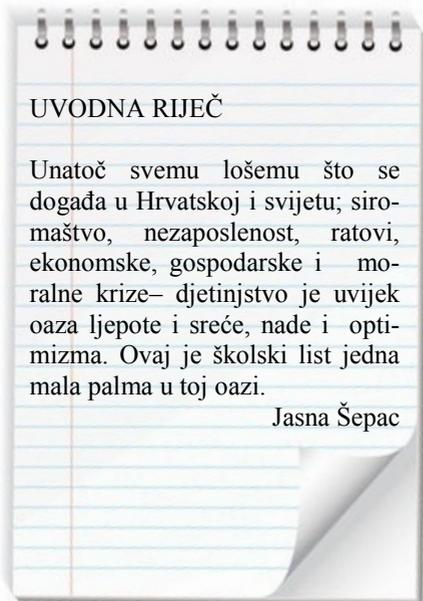 UVODNA RIJEČ
Unatoč svemu lošemu što se
događa u Hrvatskoj i svijetu; siro-
maštvo, nezaposlenost, ratovi,
ekonomske, gospodarske i mo-
ralne krize– djetinjstvo je uvijek
oaza ljepote i sreće, nade i opti-
mizma. Ovaj je školski list jedna
mala palma u toj oazi.
Jasna Šepac